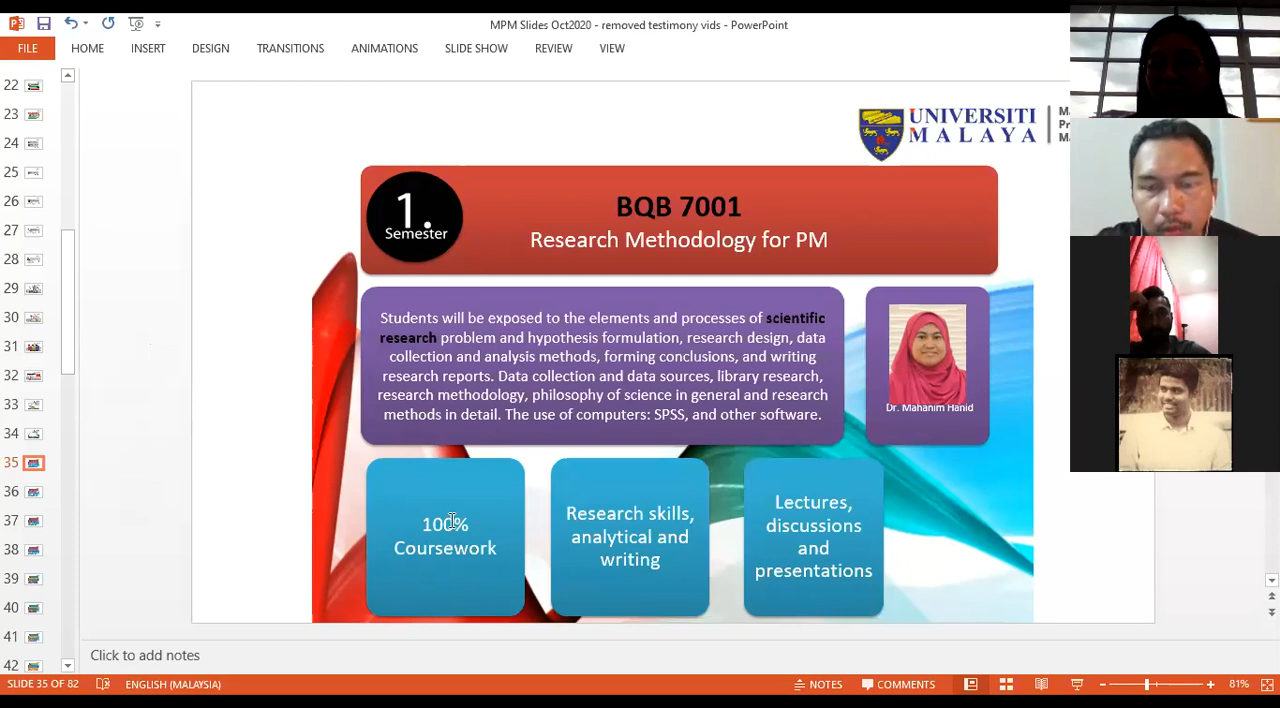 MPM Slides Oct2020 - removed testimony vids - PowerPoint
FILE HOME INSERT DESIGN TRANSITIONS ANIMATIONS SLIDE SHOW REVIEW VIEW
22
23
24
25
26
27
28
29
30
31
32
33
34
35
36
37
38
39
40
41
42
UNIVERSITI
MALAYA
1.
Semester
BQB 7001
Research Methodology for PM
Students will be exposed to the elements and processes of scientific
research problem and hypothesis formulation, research design, data
collection and analysis methods, forming conclusions, and writing
research reports. Data collection and data sources, library research,
research methodology, philosophy of science in general and research
methods in detail. The use of computers: SPSS, and other software.
Dr. Mahanim Hanid
100%
Coursework
Research skills,
analytical and
writing
Lectures,
discussions
and
presentations
Click to add notes
SLIDE 35 OF 82 ENGLISH (MALAYSIA) NOTES COMMENTS 81%